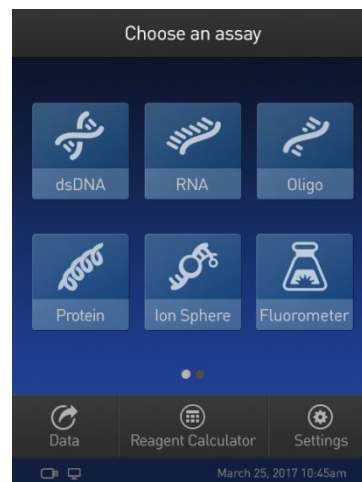 Choose an assay
dsDNA RNA Oligo
Protein Ion Sphere Fluorometer
Data Reagent Calculator Settings
March 25, 2017 10:45am